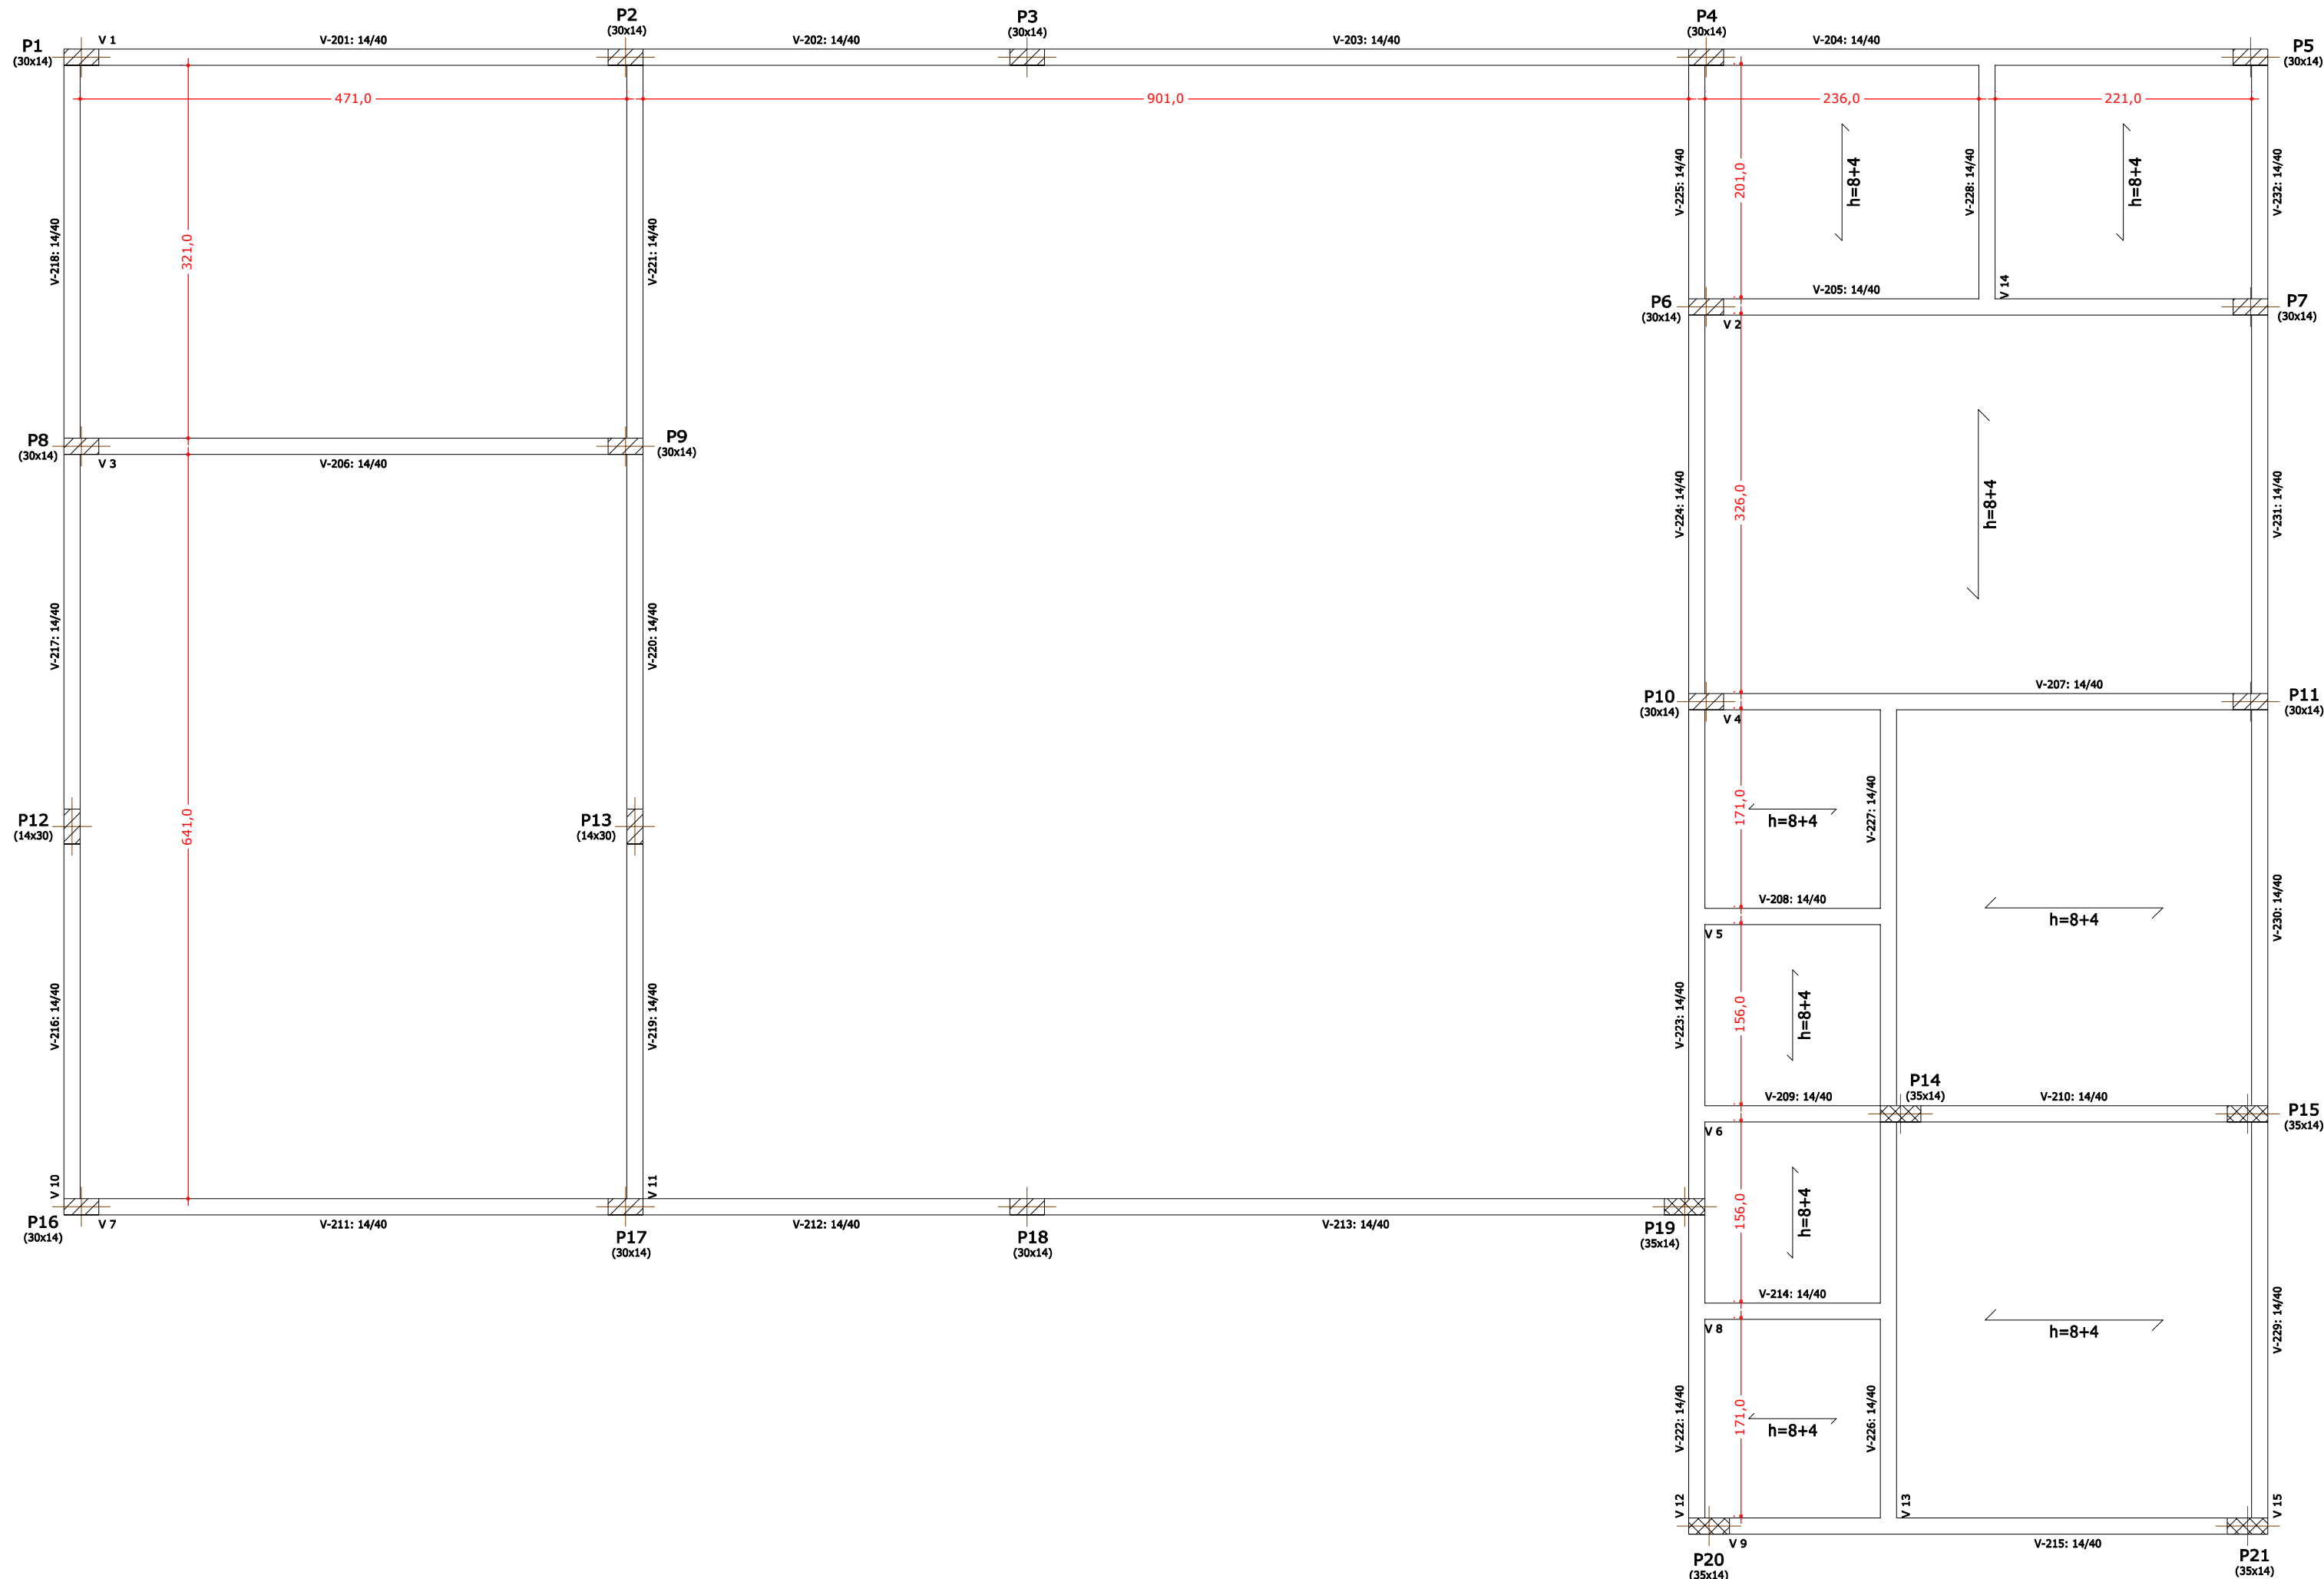 P1
(30x14)
V 1
V-201: 14/40
P2
(30x14)
V-202: 14/40
P3
(30x14)
V-203: 14/40
P4
(30x14)
V-204: 14/40
P5
(30x14)
471,0
901,0
236,0
221,0
V-218: 14/40
321,0
V-221: 14/40
V-225: 14/40
201,0
h=8+4
V-228: 14/40
h=8+4
V-232: 14/40
P6
(30x14)
V-205: 14/40
V 2
V 14
P7
(30x14)
P8
(30x14)
V 3
V-206: 14/40
P9
(30x14)
V-224: 14/40
326,0
h=8+4
V-231: 14/40
V-217: 14/40
V-220: 14/40
P10
(30x14)
V 4
V-207: 14/40
P11
(30x14)
P12
(14x30)
641,0
P13
(14x30)
171,0
h=8+4
V-227: 14/40
V-208: 14/40
V 5
h=8+4
V-230: 14/40
V-216: 14/40
V-219: 14/40
V-223: 14/40
156,0
h=8+4
V-209: 14/40
V 6
P14
(35x14)
V-210: 14/40
P15
(35x14)
V 10
P16
(30x14)
V 7
V-211: 14/40
V 11
P17
(30x14)
V-212: 14/40
P18
(30x14)
V-213: 14/40
P19
(35x14)
156,0
h=8+4
V-214: 14/40
V 8
h=8+4
V-229: 14/40
V-222: 14/40
171,0
h=8+4
V-226: 14/40
V 12
V 13
V 15
P20
(35x14)
V 9
V-215: 14/40
P21
(35x14)